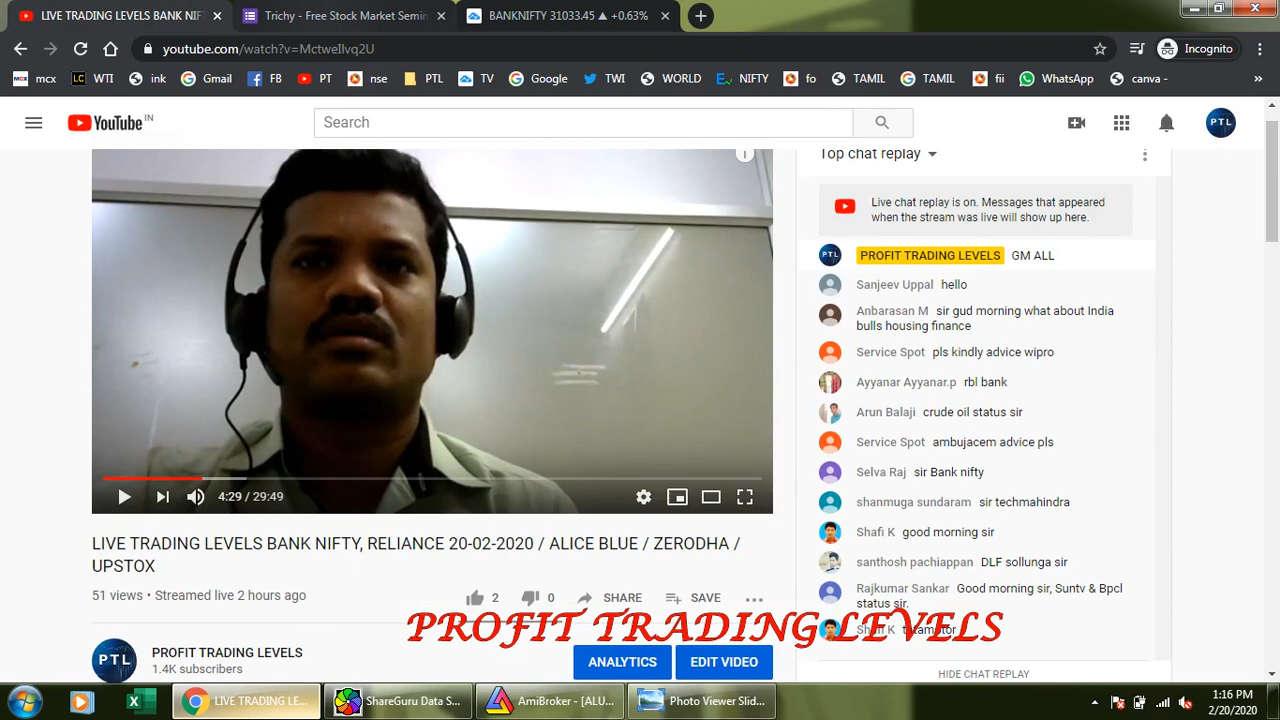 LIVE TRADING LEVELS BANK NIF
Trichy - Free Stock Market Semin
BANKNIFTY 31033.45 ▲ +0.63%
youtube.com/watch?v=MctweIlvq2U
Incognito
mcx
WTI
ink
Gmail
FB
PT
nse
PTL
TV
Google
TWI
WORLD
NIFTY
fo
TAMIL
TAMIL
fii
WhatsApp
canva -
YouTube IN
Search
PTL
Top chat replay
Live chat replay is on. Messages that appeared
when the stream was live will show up here.
PROFIT TRADING LEVELS GM ALL
Sanjeev Uppal hello
Anbarasan M sir gud morning what about India
bulls housing finance
Service Spot pls kindly advice wipro
Ayyanar Ayyanar.p rbl bank
Arun Balaji crude oil status sir
Service Spot ambujacem advice pls
Selva Raj sir Bank nifty
shanmuga sundaram sir techmahindra
Shafi K good morning sir
santhosh pachiappan DLF sollunga sir
Rajkumar Sankar Good morning sir, Suntv & Bpcl
status sir.
Shafi K
HIDE CHAT REPLAY
4:29 / 29:49
LIVE TRADING LEVELS BANK NIFTY, RELIANCE 20-02-2020 / ALICE BLUE / ZERODHA /
UPSTOX
51 views • Streamed live 2 hours ago
2
0
SHARE
SAVE
PROFIT TRADING LEVELS
PTL
PROFIT TRADING LEVELS
1.4K subscribers
ANALYTICS
EDIT VIDEO
LIVE TRADING LE...
ShareGuru Data S...
AmiBroker - [ALU...
Photo Viewer Slid...
1:16 PM
2/20/2020